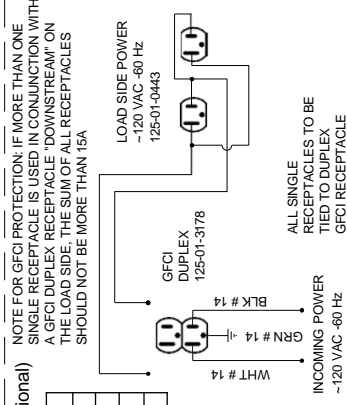 ional)
NOTE FOR GFCI PROTECTION: IF MORE THAN ONE
SINGLE RECEPTACLE IS USED IN CONJUNCTION WITH
A GFCI DUPLEX RECEPTACLE "DOWNSTREAM" ON
THE LOAD SIDE, THE SUM OF ALL RECEPTACLES
SHOULD NOT BE MORE THAN 15A
LOAD SIDE POWER
~120 VAC -60 Hz
125-01-0443
GFCI
DUPLEX
125-01-3178
WHT # 14
GRN # 14
BLK # 14
INCOMING POWER
~120 VAC -60 Hz
ALL SINGLE
RECEPTACLES TO BE
TIED TO DUPLEX
GFCI RECEPTACLE